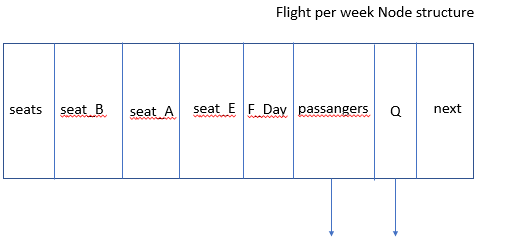 Flight per week Node structure
seats seat_B seat_A seat_E F_Day passangers Q next